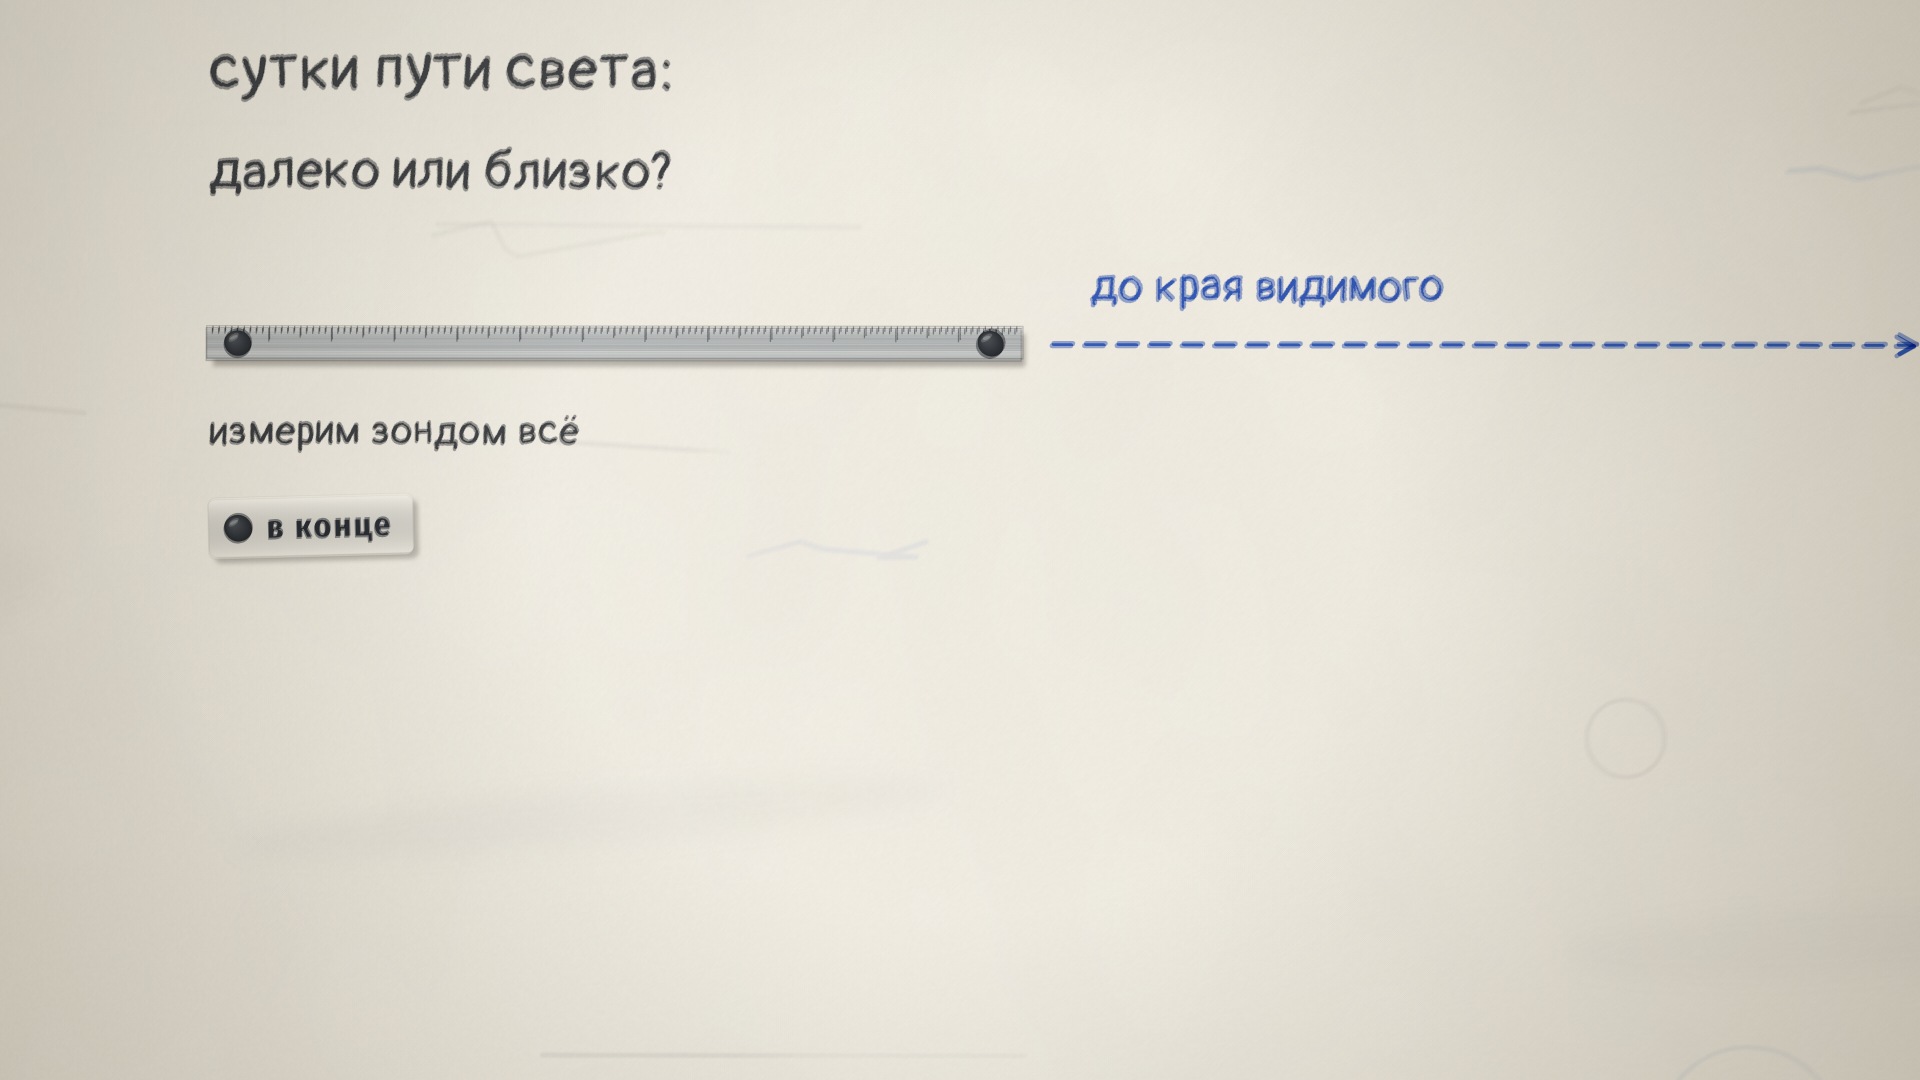 сутки пути света:
далеко или близко?
до края видимого
измерим зондом всё
в конце